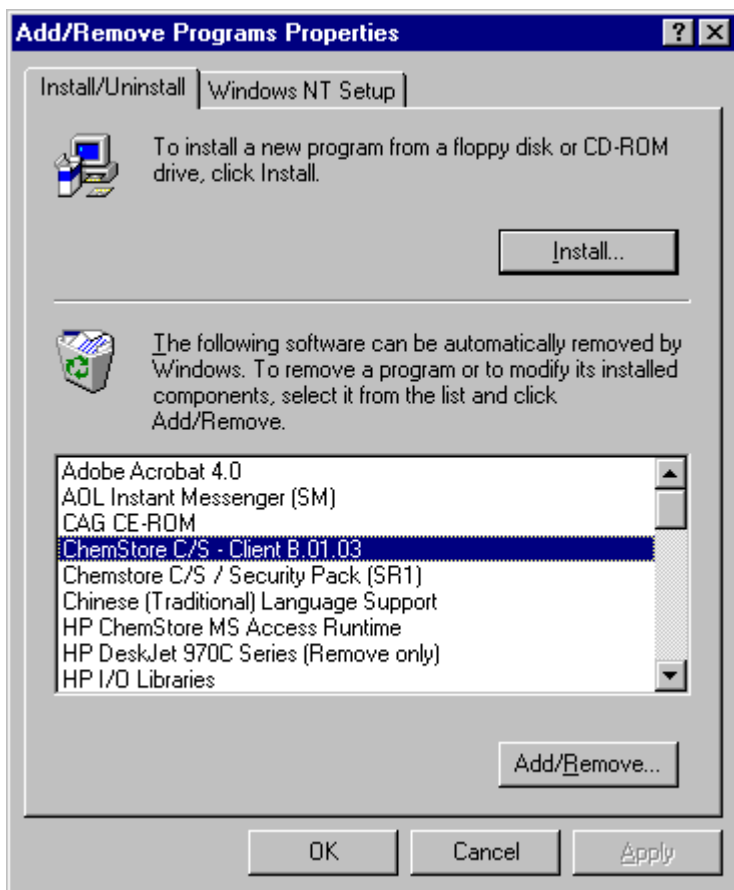 Add/Remove Programs Properties
Install/Uninstall
Windows NT Setup
To install a new program from a floppy disk or CD-ROM
drive, click Install.
Install...
The following software can be automatically removed by
Windows. To remove a program or to modify its installed
components, select it from the list and click
Add/Remove.
Adobe Acrobat 4.0
AOL Instant Messenger (SM)
CAG CE-ROM
ChemStore C/S - Client B.01.03
Chemstore C/S / Security Pack (SR1)
Chinese (Traditional) Language Support
HP ChemStore MS Access Runtime
HP DeskJet 970C Series (Remove only)
HP I/O Libraries
Add/Remove...
OK
Cancel
Apply